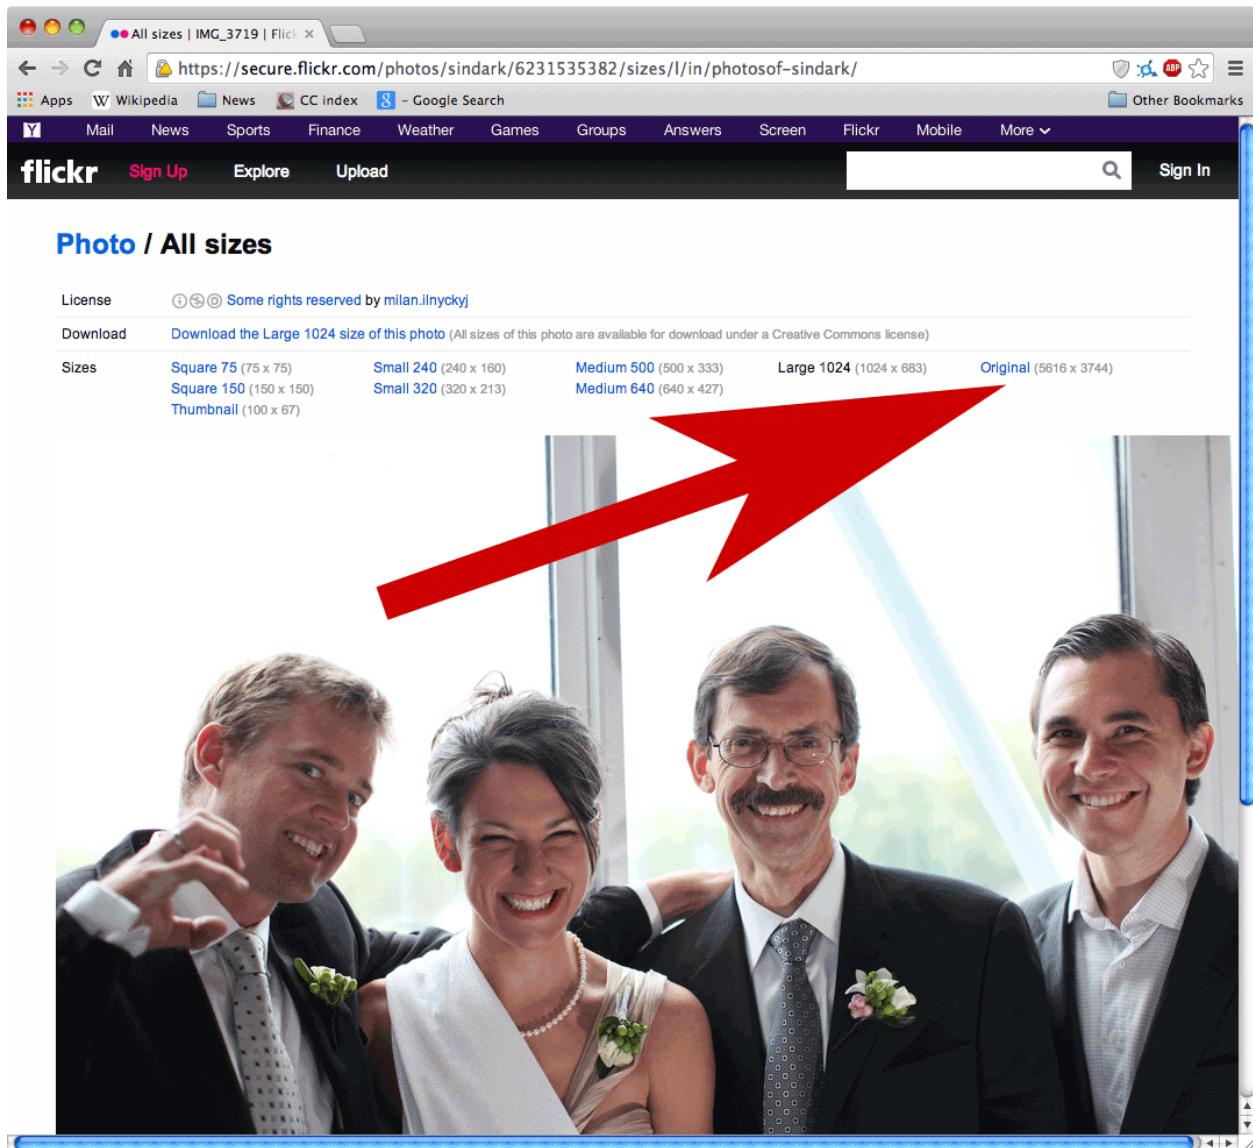 All sizes | IMG_3719 | Flick
https://secure.flickr.com/photos/sindark/6231535382/sizes/l/in/photosof-sindark/
ABP
Apps W Wikipedia News CC index 8 – Google Search Other Bookmarks
Y Mail News Sports Finance Weather Games Groups Answers Screen Flickr Mobile More
flickr Sign Up Explore Upload Sign In
Photo / All sizes
License Some rights reserved by milan.ilnyckyj
Download Download the Large 1024 size of this photo (All sizes of this photo are available for download under a Creative Commons license)
Sizes Square 75 (75 x 75) Small 240 (240 x 160) Medium 500 (500 x 333) Large 1024 (1024 x 683) Original (5616 x 3744)
Square 150 (150 x 150) Small 320 (320 x 213) Medium 640 (640 x 427)
Thumbnail (100 x 67)